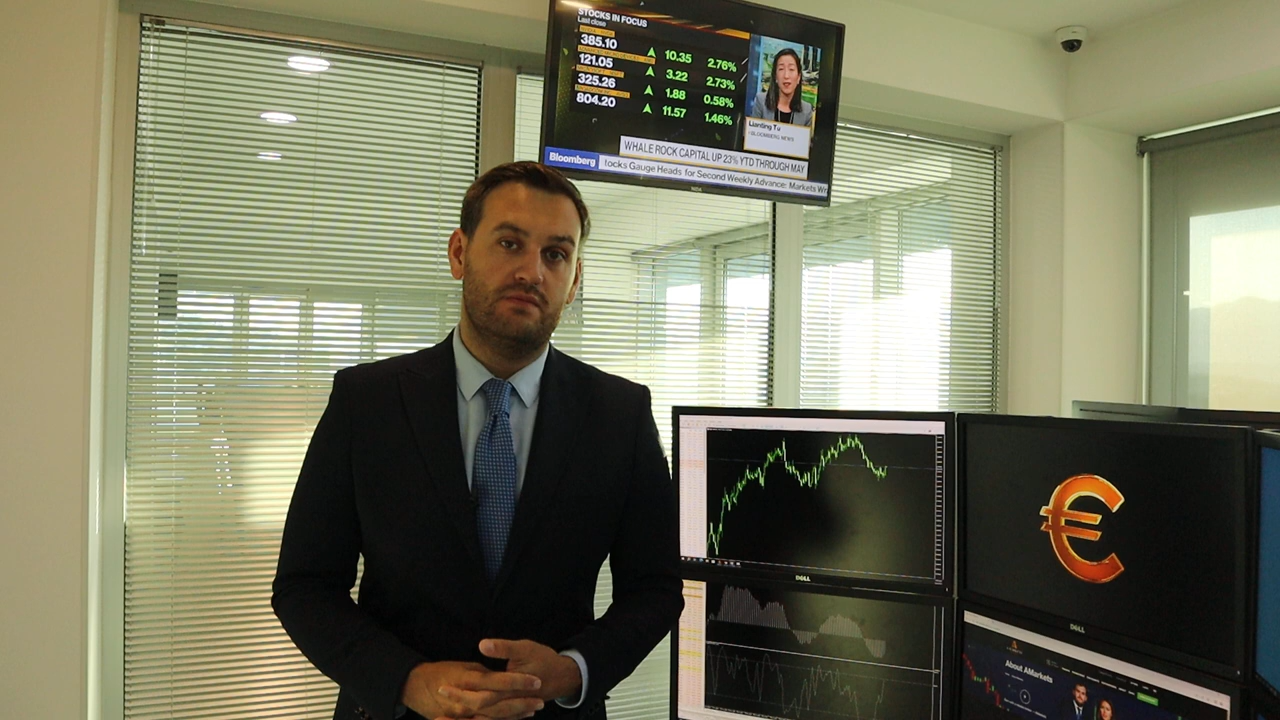 STOCKS IN FOCUS
Last close
385.10 10.35 2.76%
121.05 3.22 2.73%
325.26 1.88 0.58%
804.20 11.57 1.46%
Lianting Tu
BLOOMBERG NEWS
WHALE ROCK CAPITAL UP 23% YTD THROUGH MAY
Bloomberg tocks Gauge Heads for Second Weekly Advance: Markets Wr
DELL
€
DELL
About AMarkets